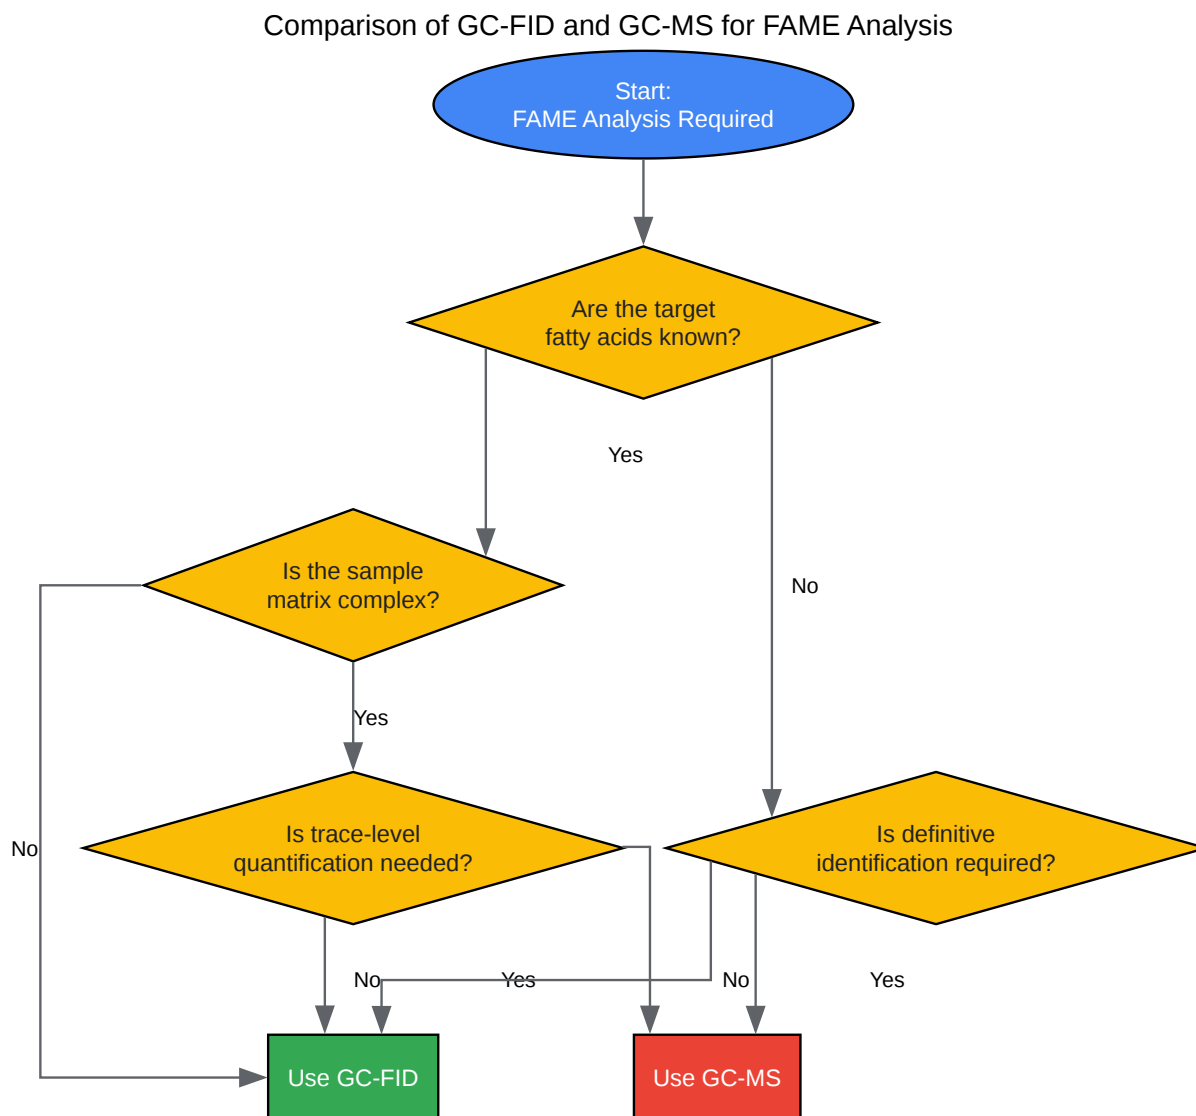 Comparison of GC-FID and GC-MS for FAME Analysis
Start:
FAME Analysis Required
Are the target
fatty acids known?
Yes
Is the sample
matrix complex?
No
Yes
Is trace-level
quantification needed?
Is definitive
identification required?
No
No
Yes
No
Yes
Use GC-FID
Use GC-MS